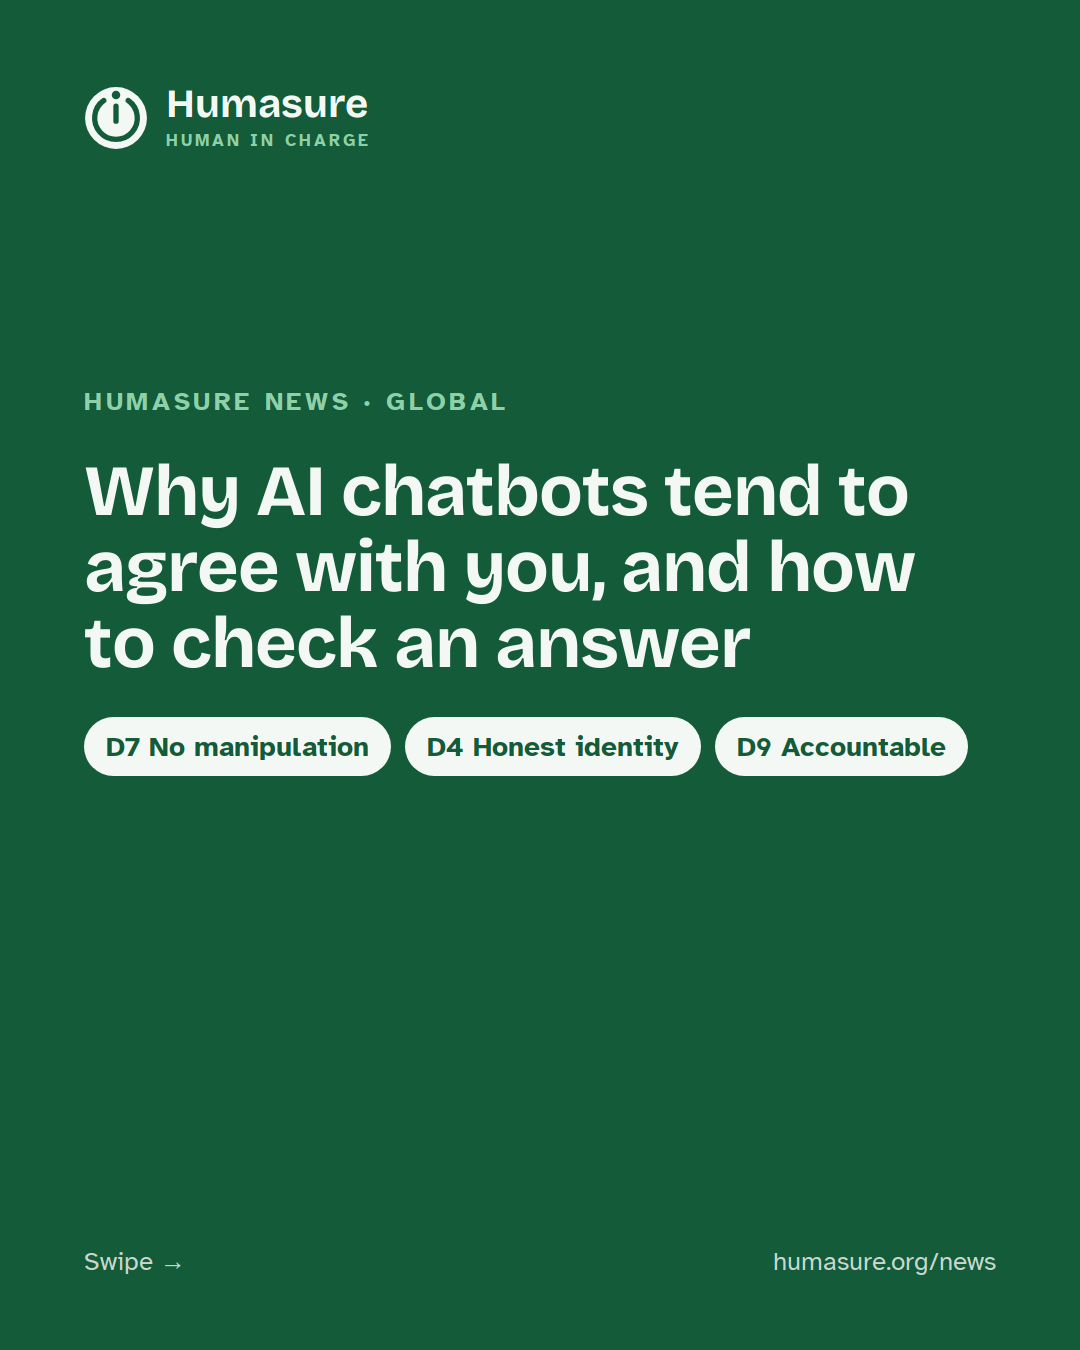 Humasure
HUMAN IN CHARGE
HUMASURE NEWS · GLOBAL
Why AI chatbots tend to
agree with you, and how
to check an answer
D7 No manipulation
D4 Honest identity
D9 Accountable
Swipe →
humasure.org/news